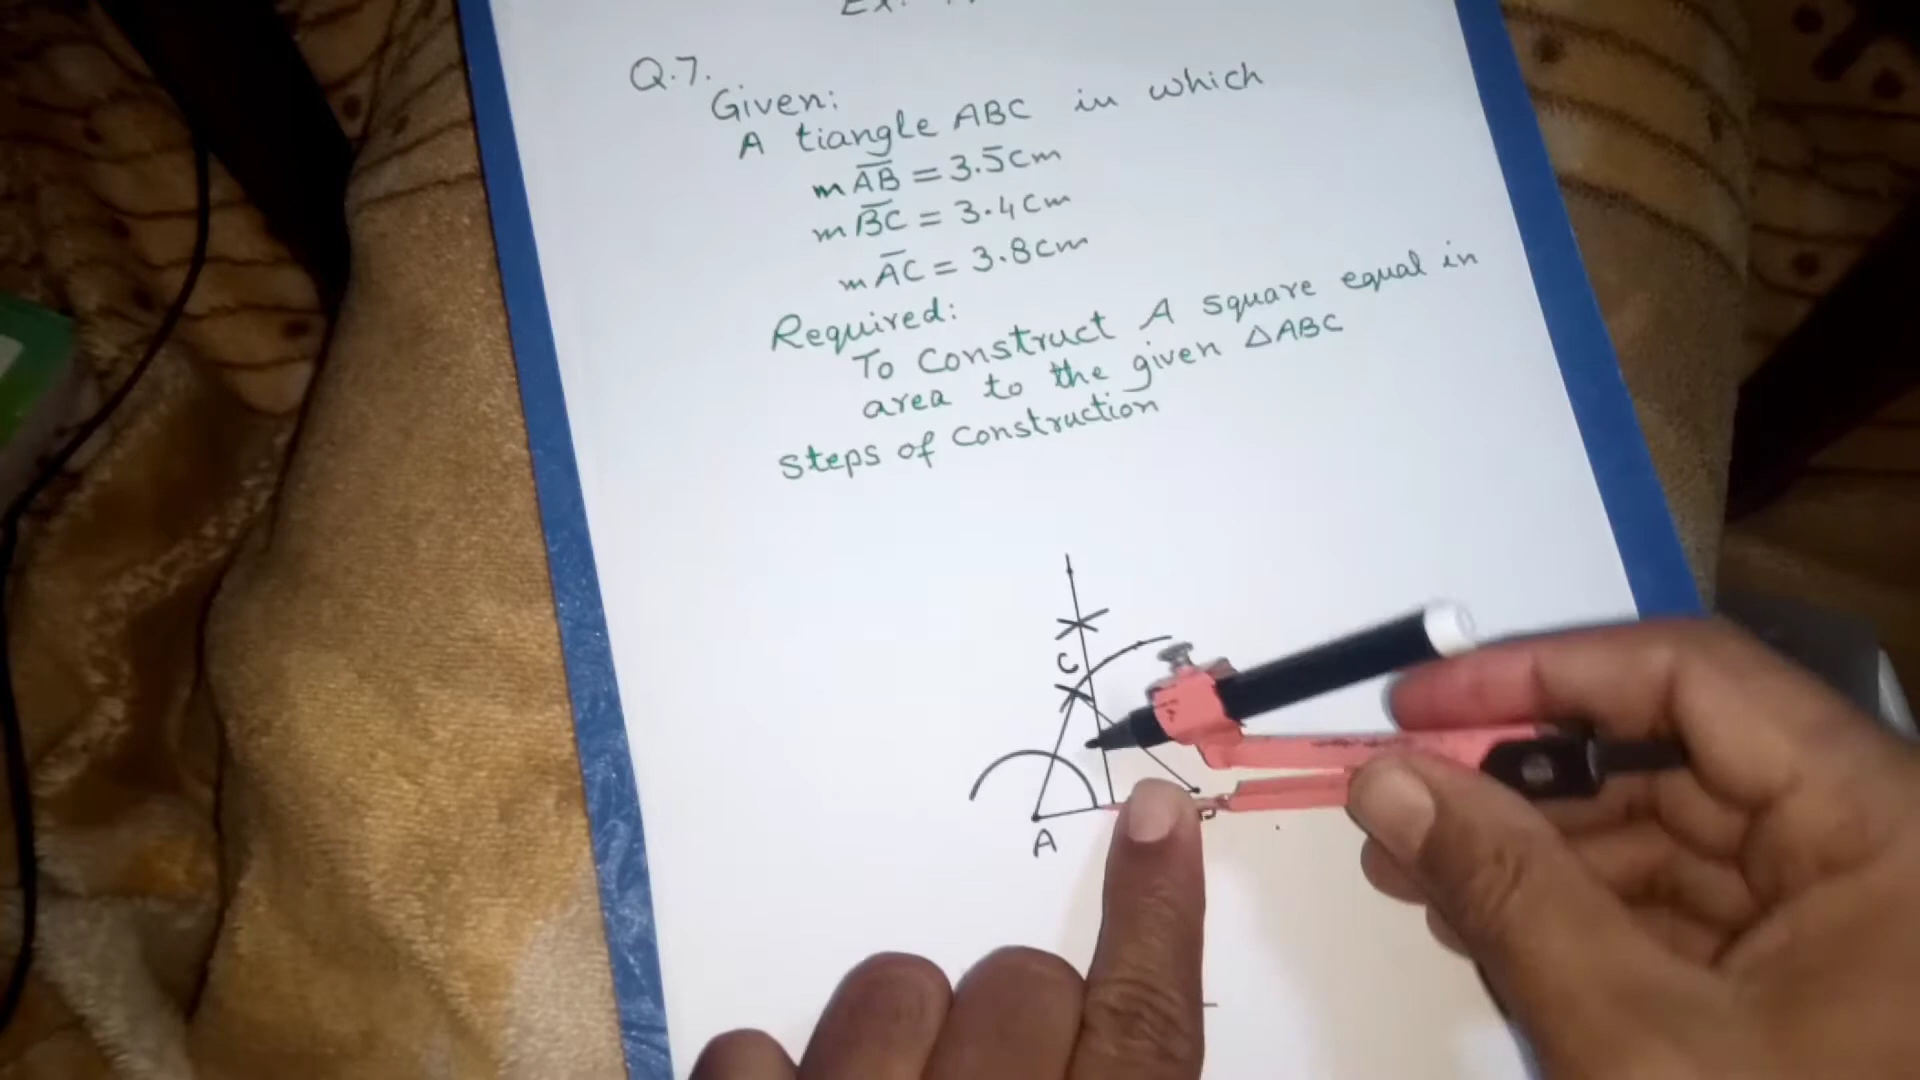 Ex.
Q.7.
Given:
A tiangle ABC in which
mAB = 3.5cm
mBC = 3.4cm
mAC = 3.8cm
Required:
To Construct A square equal in
area to the given △ABC
Steps of Construction
C
A